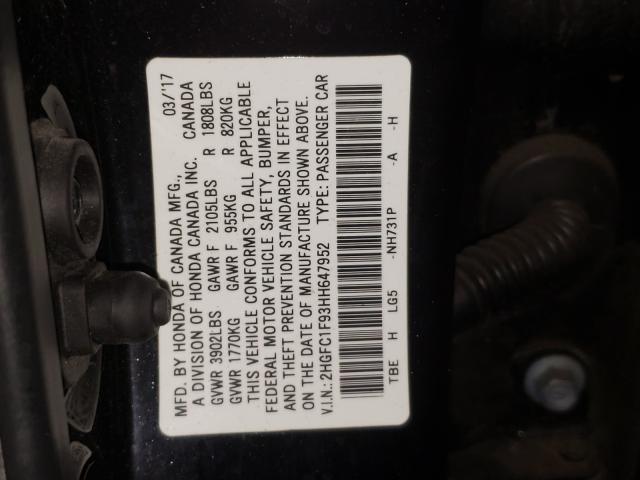 MFD. BY HONDA OF CANADA MFG., 03/'17
A DIVISION OF HONDA CANADA INC. CANADA
GVWR 3902LBS GAWR F 2105LBS R 1808LBS
GVWR 1770KG GAWR F 955KG R 820KG
THIS VEHICLE CONFORMS TO ALL APPLICABLE
FEDERAL MOTOR VEHICLE SAFETY, BUMPER,
AND THEFT PREVENTION STANDARDS IN EFFECT
ON THE DATE OF MANUFACTURE SHOWN ABOVE.
V.I.N.: 2HGFC1F93HH647952 TYPE: PASSENGER CAR
TBE H LG5 -NH731P -A -H